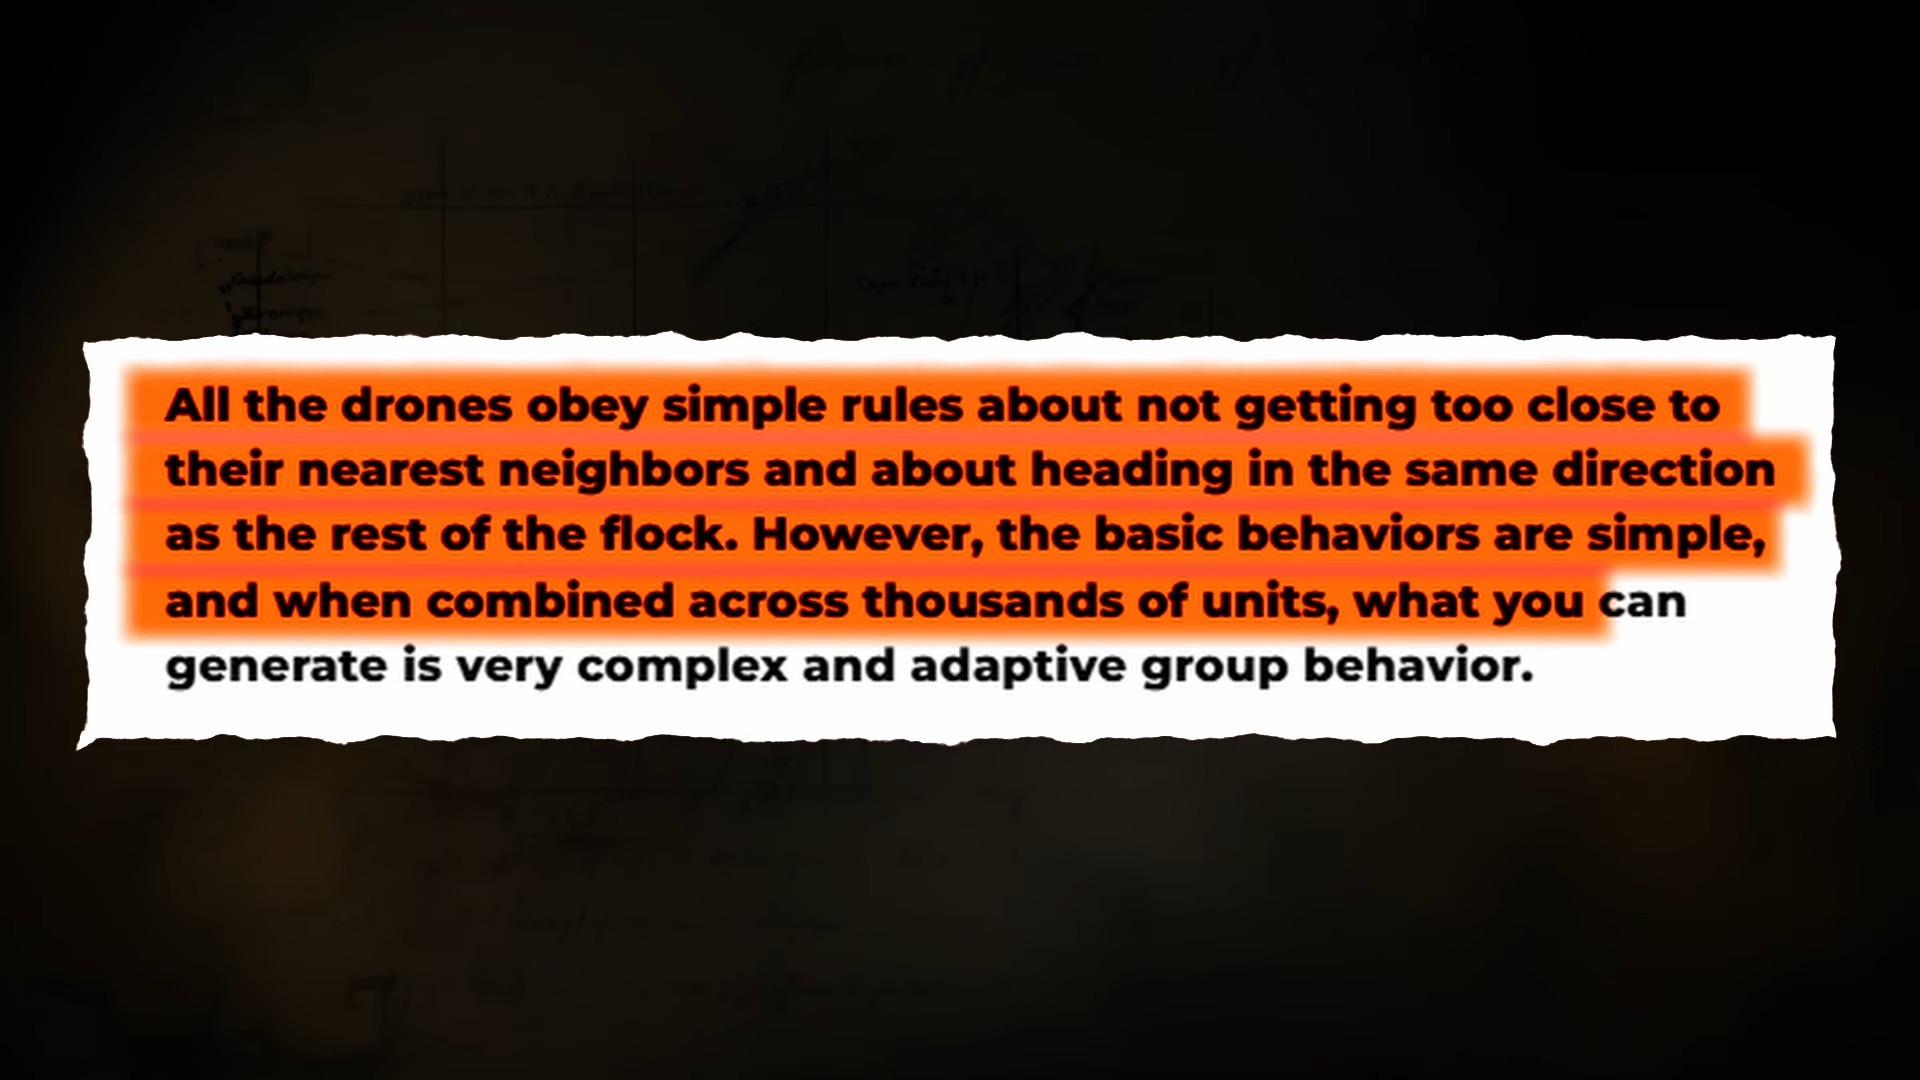 All the drones obey simple rules about not getting too close to
their nearest neighbors and about heading in the same direction
as the rest of the flock. However, the basic behaviors are simple,
and when combined across thousands of units, what you can
generate is very complex and adaptive group behavior.